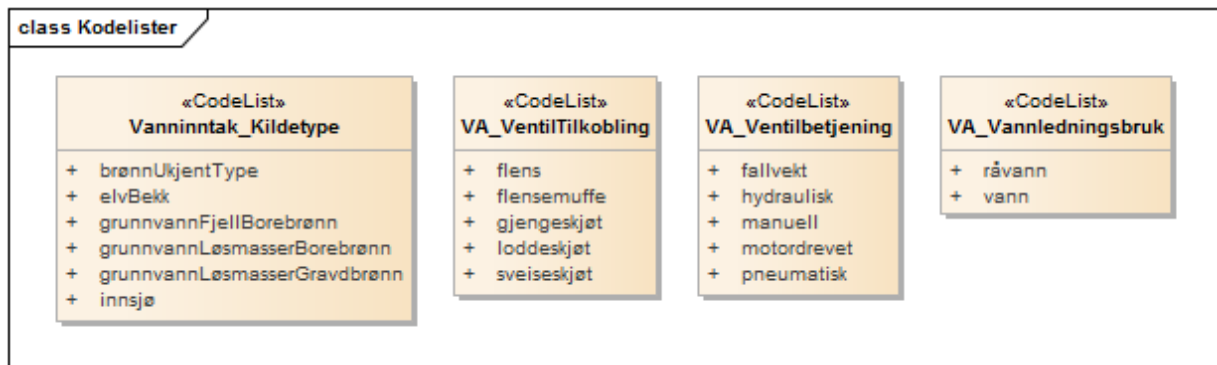 class Kodelister
«CodeList»
Vanninntak_Kildetype
+ brønnUkjentType
+ elvBekk
+ grunnvannFjellBorebrønn
+ grunnvannLøsmasserBorebrønn
+ grunnvannLøsmasserGravdbrønn
+ innsjø
«CodeList»
VA_VentilTilkobling
+ flens
+ flensemuffe
+ gjengeskjøt
+ loddeskjøt
+ sveiseskjøt
«CodeList»
VA_Ventilbetjening
+ fallvekt
+ hydraulisk
+ manuell
+ motordrevet
+ pneumatisk
«CodeList»
VA_Vannledningsbruk
+ råvann
+ vann